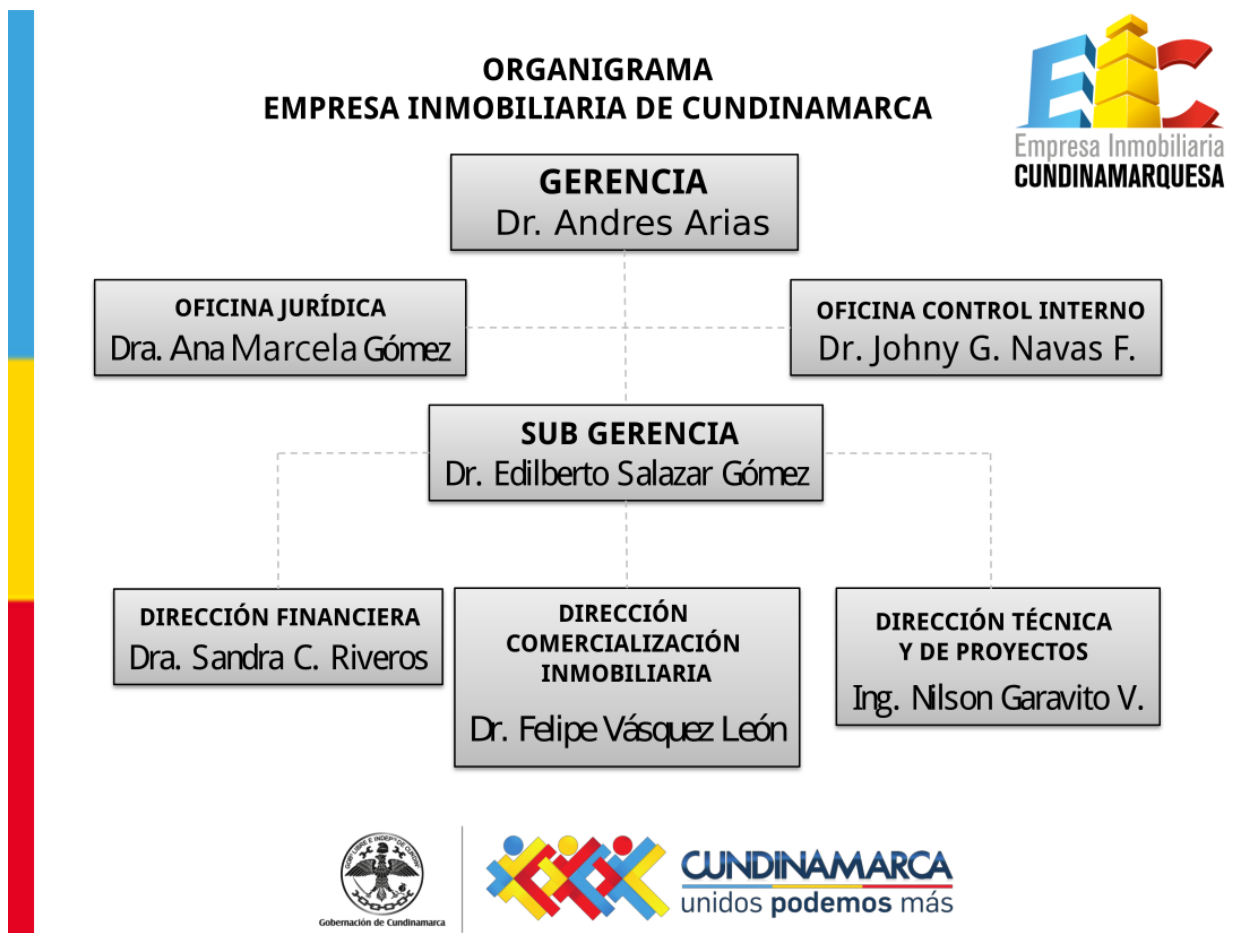 ORGANIGRAMA
EMPRESA INMOBILIARIA DE CUNDINAMARCA
EIC
Empresa Inmobiliaria
CUNDINAMARQUESA
GERENCIA
Dr. Andres Arias
OFICINA JURÍDICA
Dra. Ana Marcela Gómez
OFICINA CONTROL INTERNO
Dr. Johny G. Navas F.
SUB GERENCIA
Dr. Edilberto Salazar Gómez
DIRECCIÓN FINANCIERA
Dra. Sandra C. Riveros
DIRECCIÓN
COMERCIALIZACIÓN
INMOBILIARIA
Dr. Felipe Vásquez León
DIRECCIÓN TÉCNICA
Y DE PROYECTOS
Ing. Nilson Garavito V.
Gobernación de Cundinamarca
CUNDINAMARCA
unidos podemos más